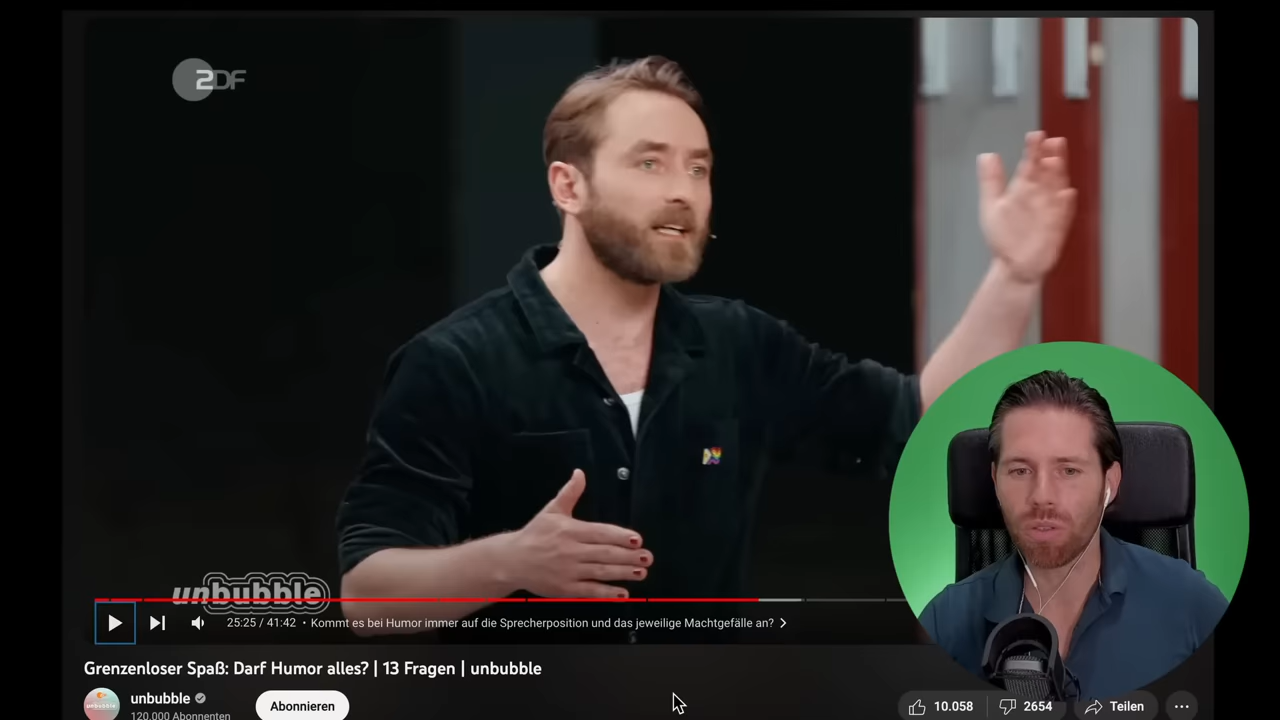 2DF
unbubble
25:25 / 41:42 • Kommt es bei Humor immer auf die Sprecherposition und das jeweilige Machtgefälle an?
Grenzenloser Spaß: Darf Humor alles? | 13 Fragen | unbubble
unbubble
120.000 Abonnenten
Abonnieren
10.058
2654
Teilen